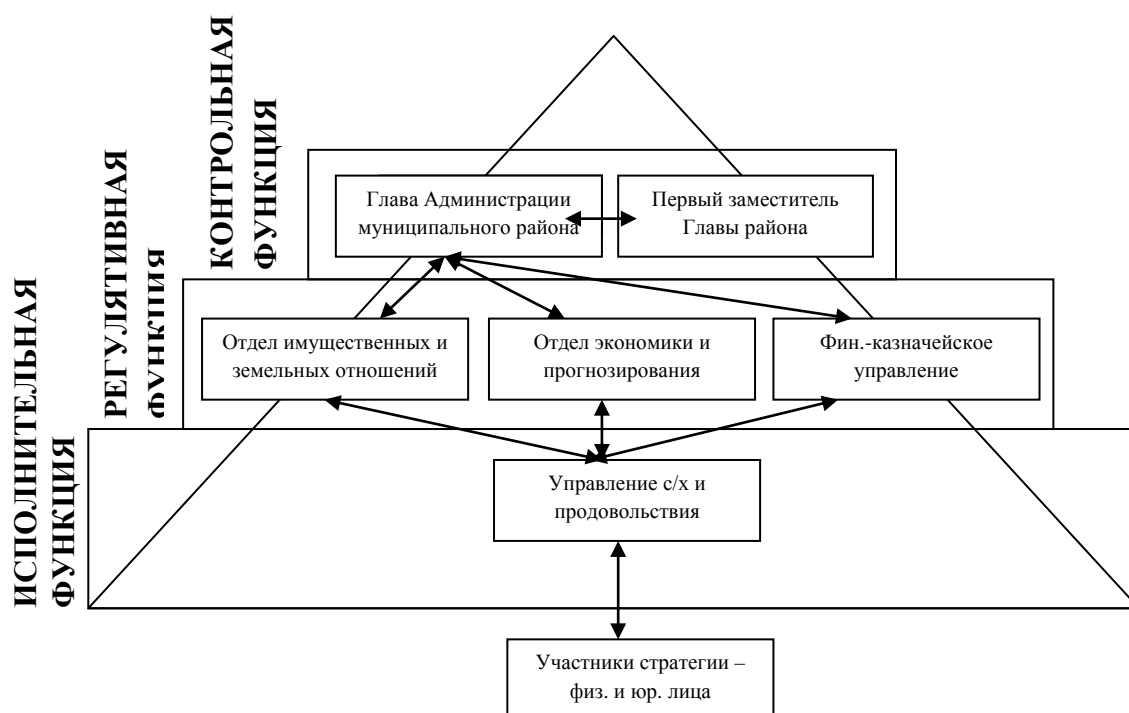 КОНТРОЛЬНАЯ
ФУНКЦИЯ
Глава Администрации
муниципального района
Первый заместитель
Главы района
РЕГУЛЯТИВНАЯ
ФУНКЦИЯ
Отдел имущественных и
земельных отношений
Отдел экономики и
прогнозирования
Фин.-казначейское
управление
ИСПОЛНИТЕЛЬНАЯ
ФУНКЦИЯ
Управление с/х и
продовольствия
Участники стратегии –
физ. и юр. лица